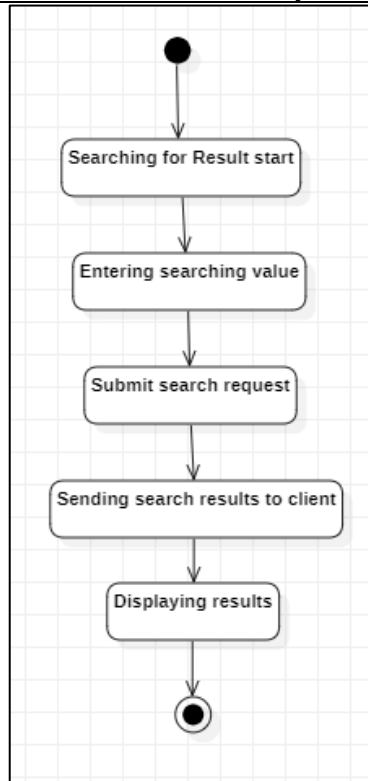 Searching for Result start
Entering searching value
Submit search request
Sending search results to client
Displaying results